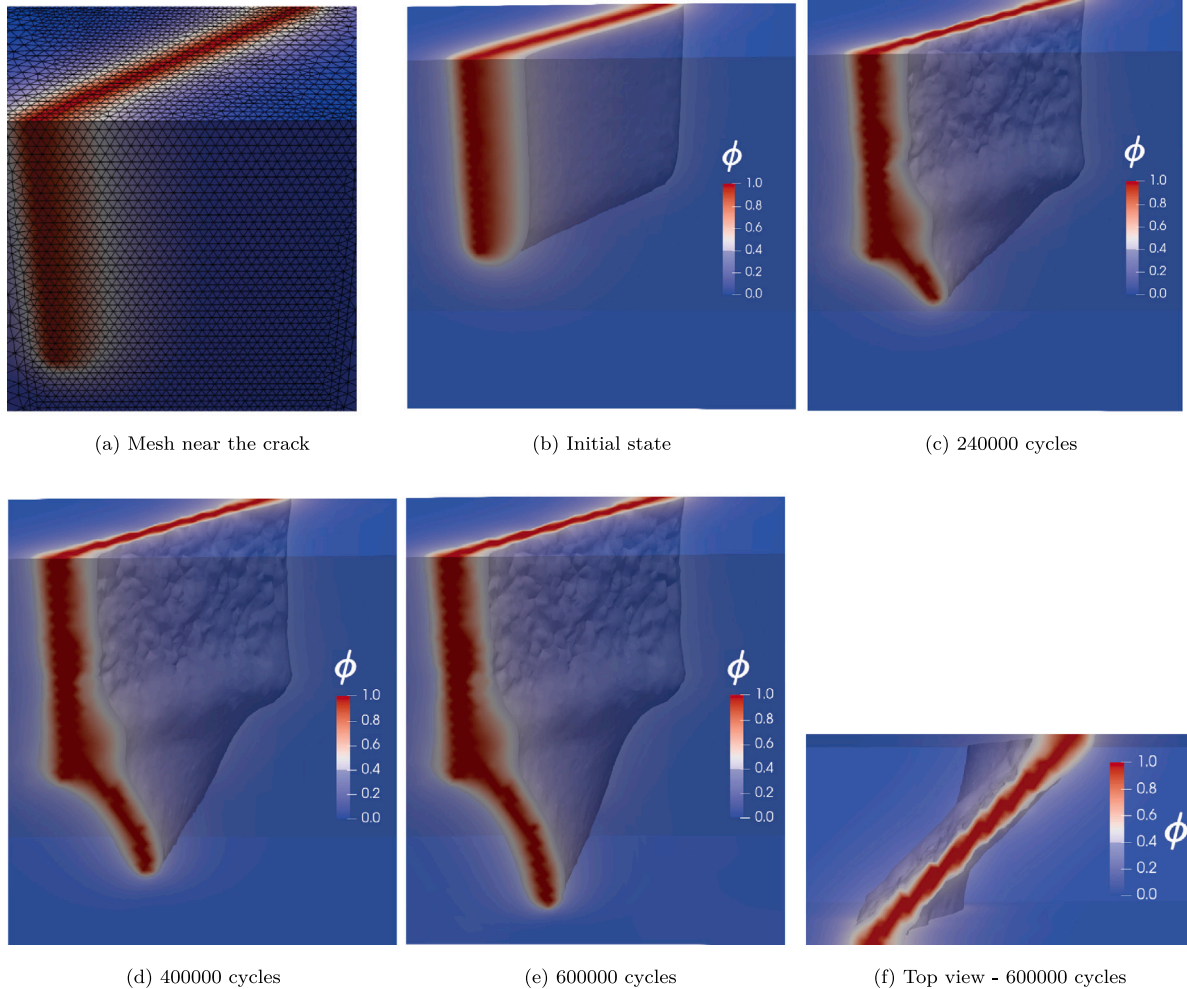 ϕ
1.0
0.8
0.6
0.4
0.2
0.0
ϕ
1.0
0.8
0.6
0.4
0.2
0.0
(a) Mesh near the crack
(b) Initial state
(c) 240000 cycles
ϕ
1.0
0.8
0.6
0.4
0.2
0.0
ϕ
1.0
0.8
0.6
0.4
0.2
0.0
1.0
0.8
0.6
0.4
0.2
0.0
ϕ
(d) 400000 cycles
(e) 600000 cycles
(f) Top view - 600000 cycles